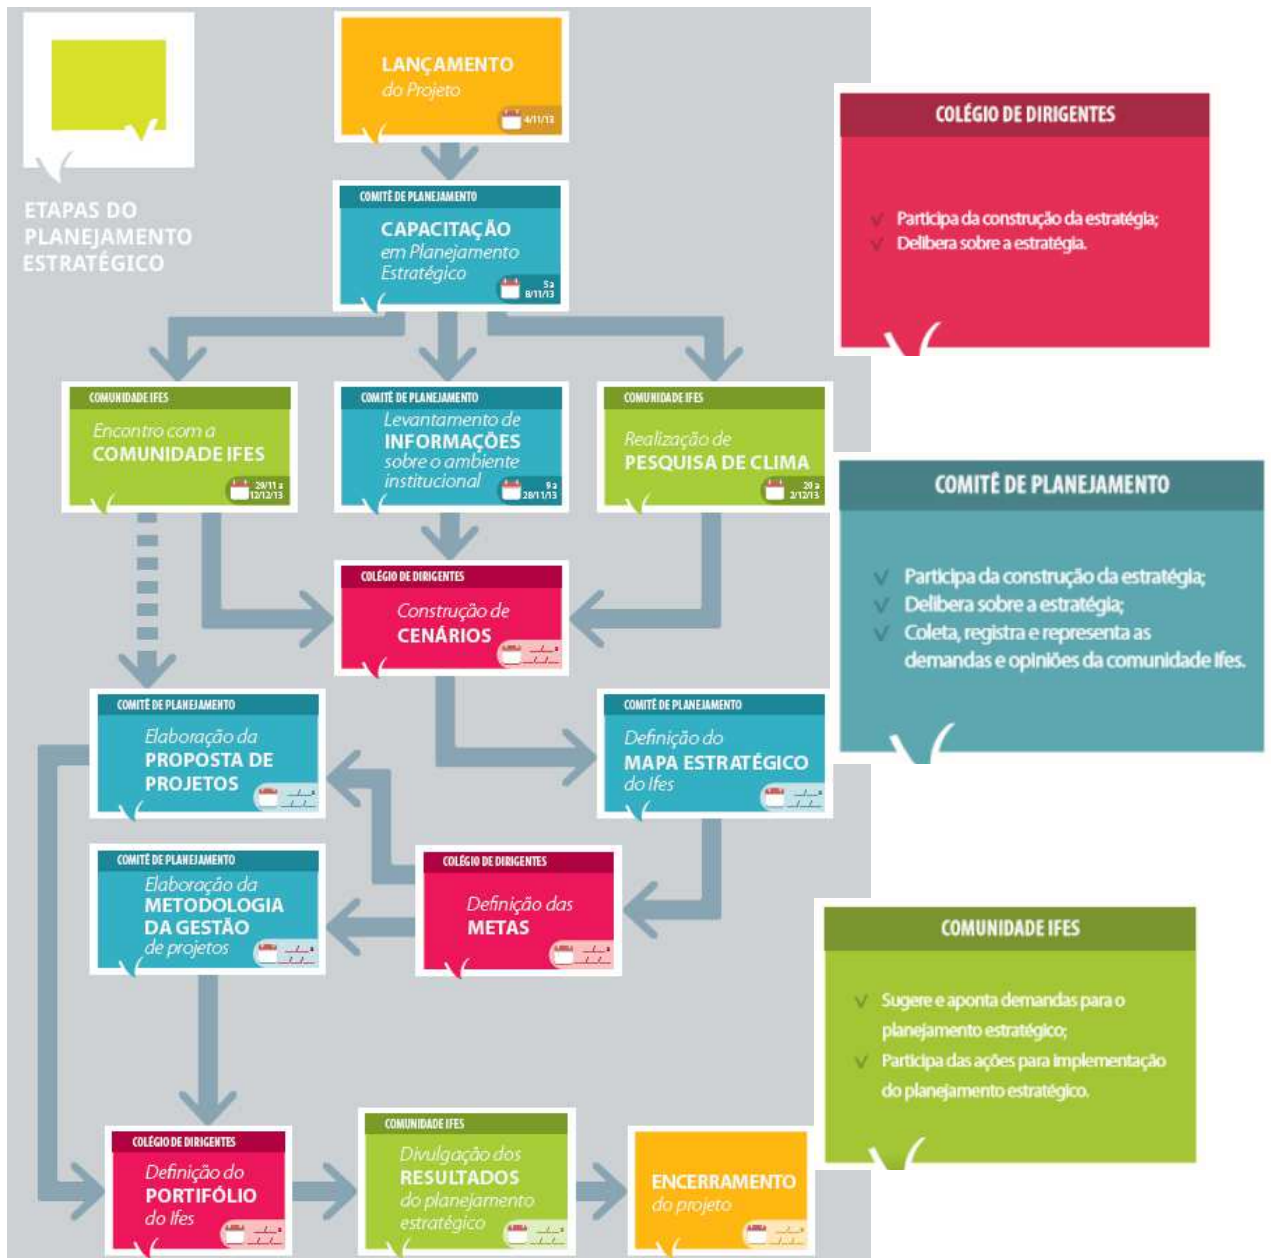 ETAPAS DO
PLANEJAMENTO
ESTRATÉGICO
LANÇAMENTO
do Projeto
4/11/13
COMITÊ DE PLANEJAMENTO
CAPACITAÇÃO
em Planejamento
Estratégico
5 a
8/11/13
COMUNIDADE IFES
Encontro com a
COMUNIDADE IFES
29/11 a
12/12/13
COMITÊ DE PLANEJAMENTO
Levantamento de
INFORMAÇÕES
sobre o ambiente
institucional
9 a
28/11/13
COMUNIDADE IFES
Realização de
PESQUISA DE CLIMA
20 a
2/12/13
COLÉGIO DE DIRIGENTES
Construção de
CENÁRIOS
COMITÊ DE PLANEJAMENTO
Elaboração da
PROPOSTA DE
PROJETOS
COMITÊ DE PLANEJAMENTO
Definição do
MAPA ESTRATÉGICO
do Ifes
COMITÊ DE PLANEJAMENTO
Elaboração da
METODOLOGIA
DA GESTÃO
de projetos
COLÉGIO DE DIRIGENTES
Definição das
METAS
COLÉGIO DE DIRIGENTES
Definição do
PORTIFÓLIO
do Ifes
COMUNIDADE IFES
Divulgação dos
RESULTADOS
do planejamento
estratégico
ENCERRAMENTO
do projeto
COLÉGIO DE DIRIGENTES
Participa da construção da estratégia;
Delibera sobre a estratégia.
COMITÊ DE PLANEJAMENTO
Participa da construção da estratégia;
Delibera sobre a estratégia;
Coleta, registra e representa as
demandas e opiniões da comunidade Ifes.
COMUNIDADE IFES
Sugere e aponta demandas para o
planejamento estratégico;
Participa das ações para implementação
do planejamento estratégico.